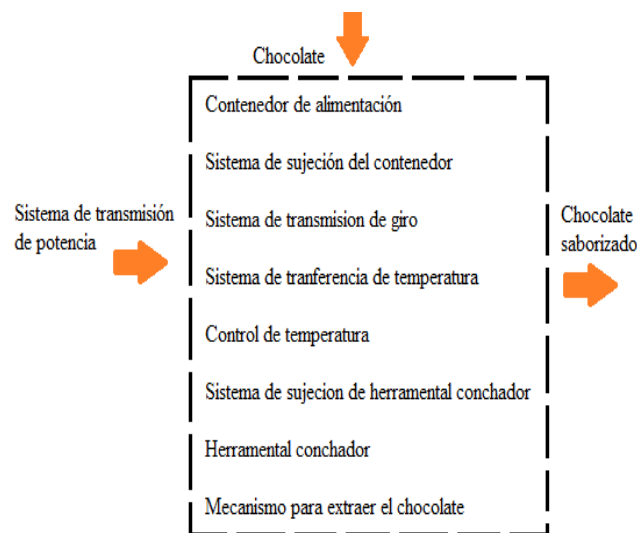 Chocolate
Contenedor de alimentación
Sistema de sujeción del contenedor
Sistema de transmisión
de potencia
Sistema de transmision de giro
Chocolate
saborizado
Sistema de tranferencia de temperatura
Control de temperatura
Sistema de sujecion de herramental conchador
Herramental conchador
Mecanismo para extraer el chocolate